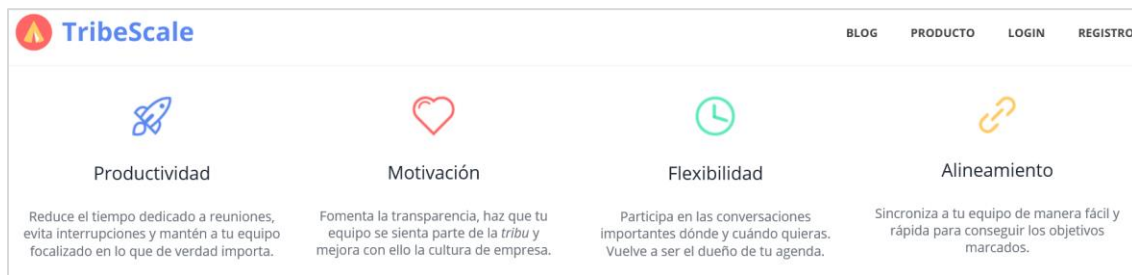 TribeScale
BLOG PRODUCTO LOGIN REGISTRO
Productividad
Reduce el tiempo dedicado a reuniones,
evita interrupciones y mantén a tu equipo
focalizado en lo que de verdad importa.
Motivación
Fomenta la transparencia, haz que tu
equipo se sienta parte de la tribu y
mejora con ello la cultura de empresa.
Flexibilidad
Participa en las conversaciones
importantes dónde y cuándo quieras.
Vuelve a ser el dueño de tu agenda.
Alineamiento
Sincroniza a tu equipo de manera fácil y
rápida para conseguir los objetivos
marcados.